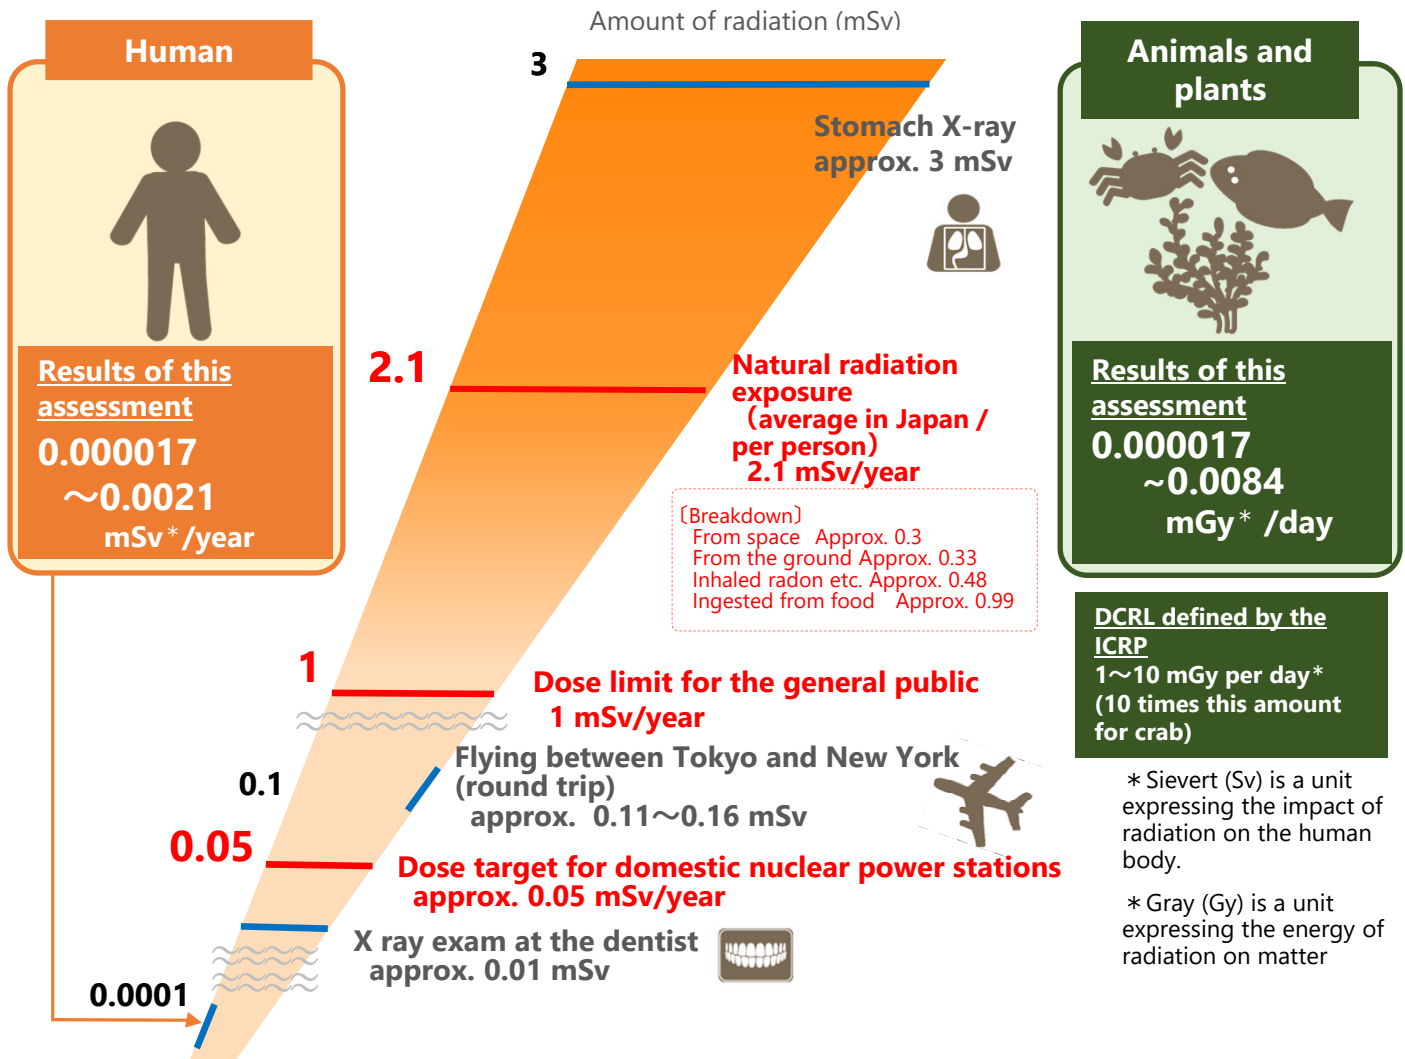 Amount of radiation (mSv)
Human
Results of this
assessment
0.000017
～0.0021
mSv＊/year
3
Stomach X-ray
approx. 3 mSv
2.1
Natural radiation
exposure
（average in Japan /
per person）
2.1 mSv/year
〔Breakdown〕
From space Approx. 0.3
From the ground Approx. 0.33
Inhaled radon etc. Approx. 0.48
Ingested from food Approx. 0.99
1
Dose limit for the general public
1 mSv/year
0.1
Flying between Tokyo and New York
(round trip)
approx. 0.11～0.16 mSv
0.05
Dose target for domestic nuclear power stations
approx. 0.05 mSv/year
X ray exam at the dentist
approx. 0.01 mSv
0.0001
Animals and
plants
Results of this
assessment
0.000017
~0.0084
mGy＊ /day
DCRL defined by the
ICRP
1～10 mGy per day＊
(10 times this amount
for crab)
＊Sievert (Sv) is a unit
expressing the impact of
radiation on the human
body.
＊Gray (Gy) is a unit
expressing the energy of
radiation on matter